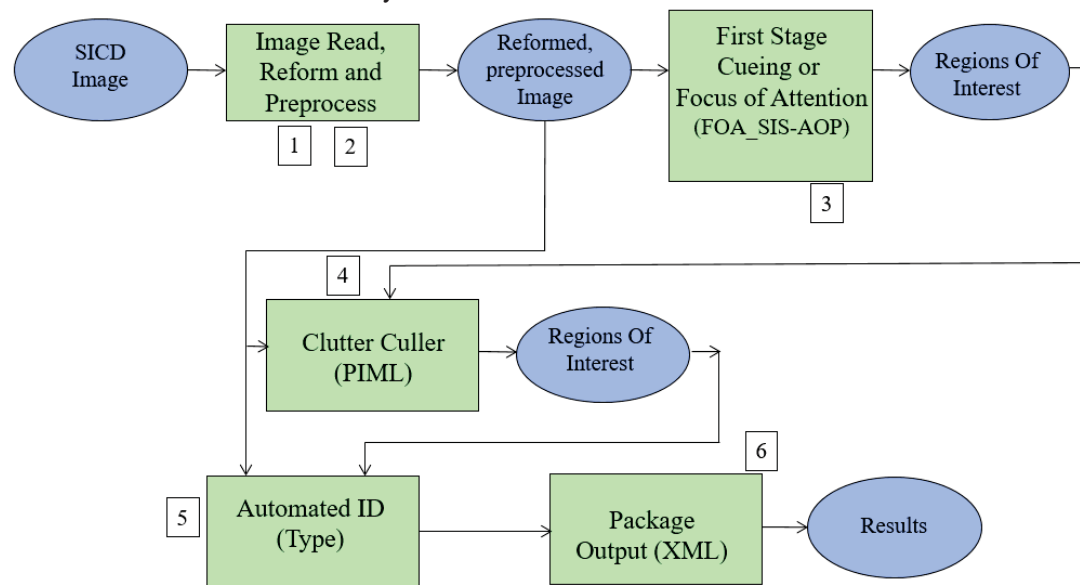 SICD
Image
Image Read,
Reform and
Preprocess
Reformed,
preprocessed
Image
First Stage
Cueing or
Focus of Attention
(FOA_SIS-AOP)
Regions Of
Interest
1
2
3
4
Clutter Culler
(PIML)
Regions Of
Interest
5
Automated ID
(Type)
6
Package
Output (XML)
Results